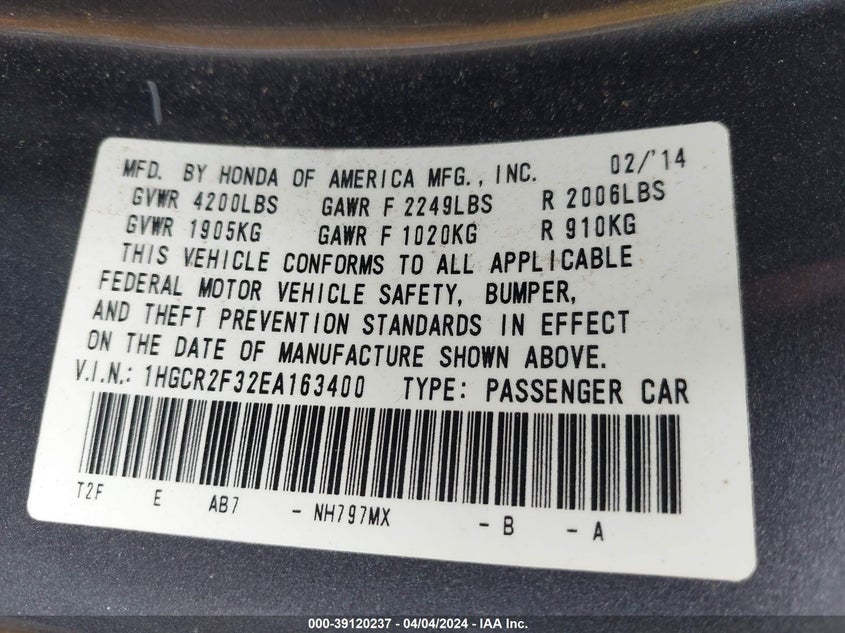 MFD. BY HONDA OF AMERICA MFG., INC. 02/'14
GVWR 4200LBS GAWR F 2249LBS R 2006LBS
GVWR 1905KG GAWR F 1020KG R 910KG
THIS VEHICLE CONFORMS TO ALL APPLICABLE
FEDERAL MOTOR VEHICLE SAFETY, BUMPER,
AND THEFT PREVENTION STANDARDS IN EFFECT
ON THE DATE OF MANUFACTURE SHOWN ABOVE.
V.I.N.: 1HGCR2F32EA163400 TYPE: PASSENGER CAR
T2F E AB7 - NH797MX - B - A
000-39120237 - 04/04/2024 - IAA Inc.